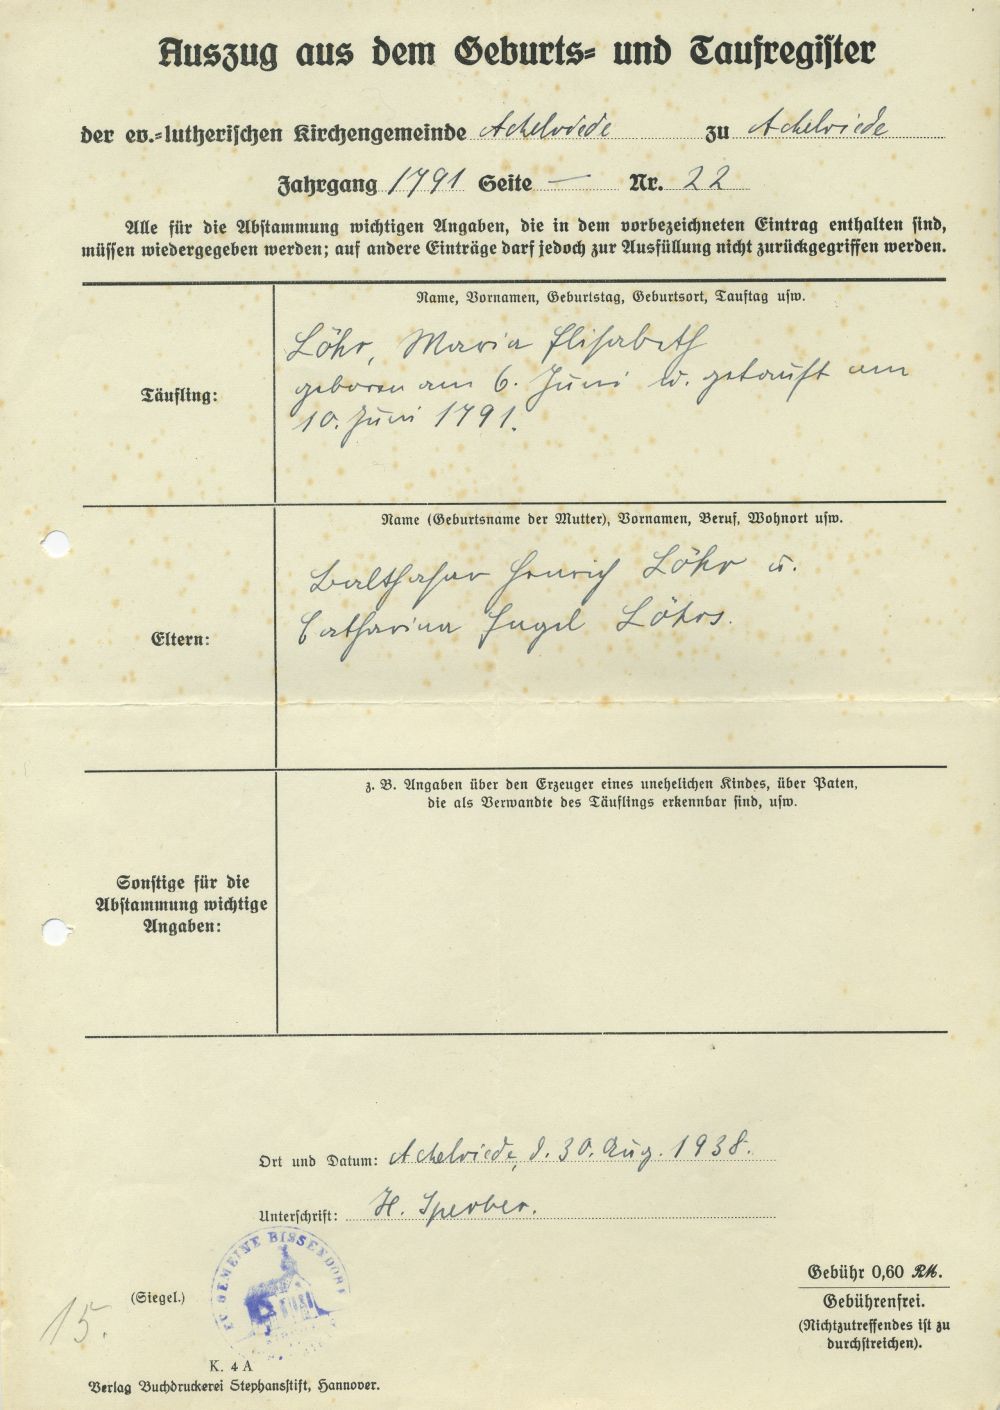 Auszug aus dem Geburts- und Taufregister
der ev.-lutherischen Kirchengemeinde Achelriede zu Achelriede
Jahrgang 1791 Seite — Nr. 22
Alle für die Abstammung wichtigen Angaben, die in dem vorbezeichneten Eintrag enthalten sind,
müssen wiedergegeben werden; auf andere Einträge darf jedoch zur Ausfüllung nicht zurückgegriffen werden.
Name, Vornamen, Geburtstag, Geburtsort, Tauftag usw.
Täufling:
Löhr, Maria Elisabeth
geboren am 6. Juni u. getauft am
10. Juni 1791.
Name (Geburtsname der Mutter), Vornamen, Beruf, Wohnort usw.
Eltern:
Balthasar Henrich Löhr u.
Catharina Engel Löhrs.
z. B. Angaben über den Erzeuger eines unehelichen Kindes, über Paten,
die als Verwandte des Täuflings erkennbar sind, usw.
Sonstige für die
Abstammung wichtige
Angaben:
Ort und Datum: Achelriede, d. 30. Aug. 1938.
Unterschrift: H. Sperber.
(Siegel.)
GEMEINE BISSENDORF
Gebühr 0,60 RM.
Gebührenfrei.
(Nichtzutreffendes ist zu
durchstreichen).
15.
K. 4 A
Verlag Buchdruckerei Stephansstift, Hannover.